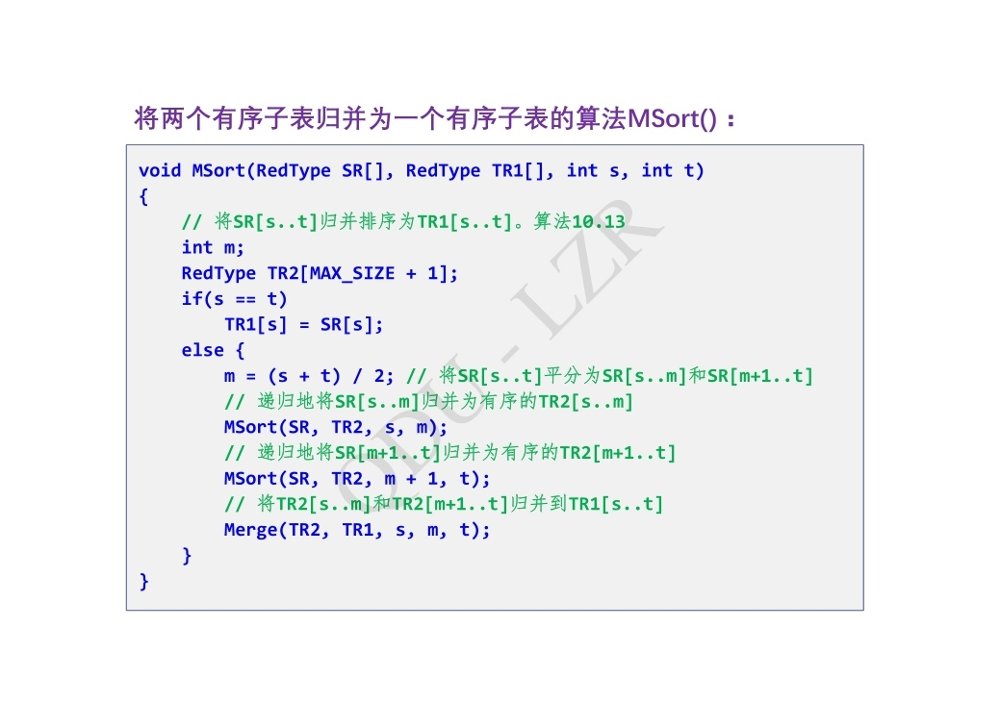 将两个有序子表归并为一个有序子表的算法MSort()：
void MSort(RedType SR[], RedType TR1[], int s, int t)
{
    // 将SR[s..t]归并排序为TR1[s..t]。算法10.13
    int m;
    RedType TR2[MAX_SIZE + 1];
    if(s == t)
        TR1[s] = SR[s];
    else {
        m = (s + t) / 2; // 将SR[s..t]平分为SR[s..m]和SR[m+1..t]
        // 递归地将SR[s..m]归并为有序的TR2[s..m]
        MSort(SR, TR2, s, m);
        // 递归地将SR[m+1..t]归并为有序的TR2[m+1..t]
        MSort(SR, TR2, m + 1, t);
        // 将TR2[s..m]和TR2[m+1..t]归并到TR1[s..t]
        Merge(TR2, TR1, s, m, t);
    }
}
QDU - LZR